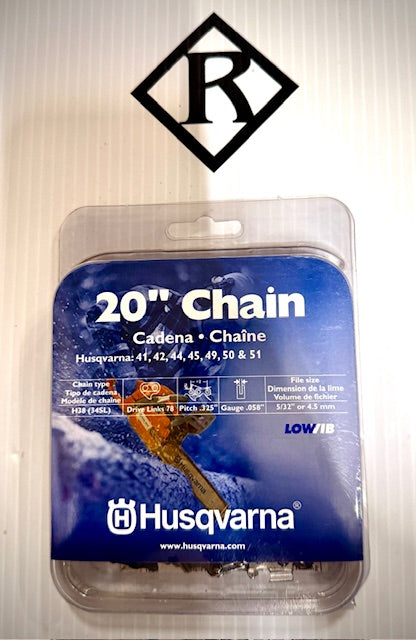 R
20" Chain
Cadena • Chaîne
Husqvarna: 41, 42, 44, 45, 49, 50 & 51
Chain type
Tipo de cadena
Modèle de chaîne
H38 (34SL)
Drive Links 78
Pitch .325"
Gauge .058"
File size
Dimension de la lime
Volume de fichier
5/32" or 4.5 mm
LOWVIB
H Husqvarna®
www.husqvarna.com